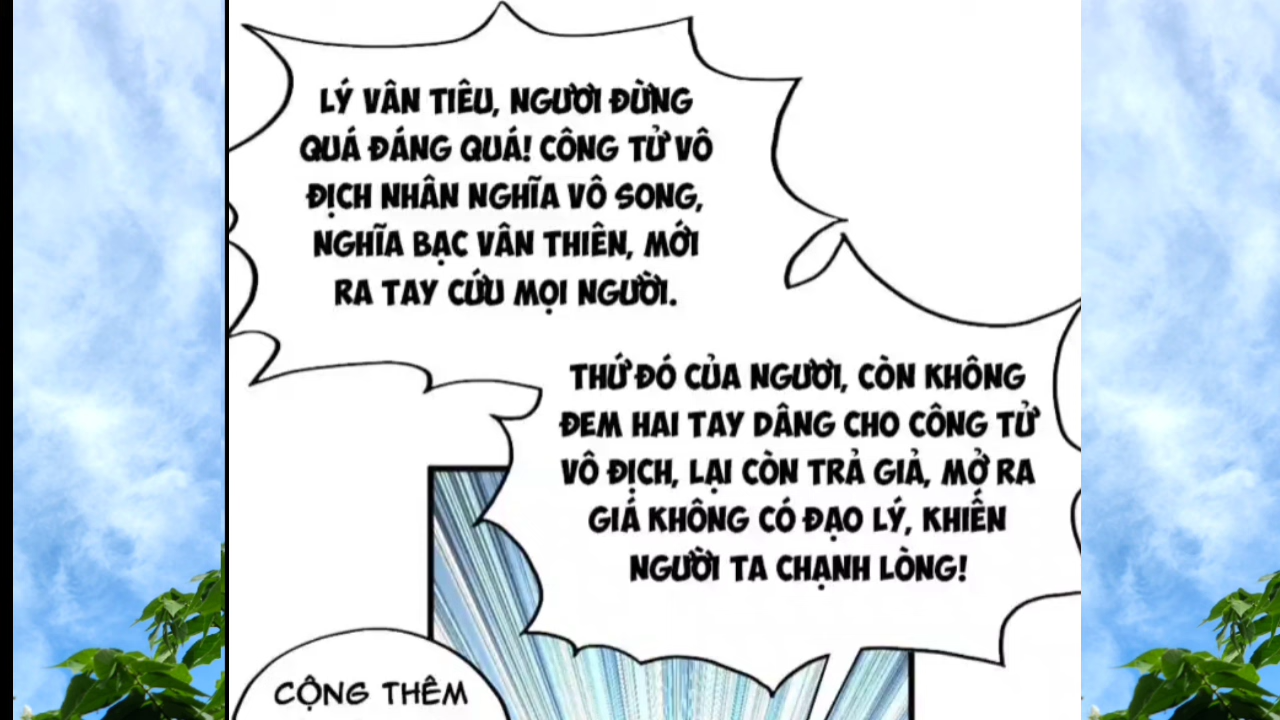 LÝ VÂN TIÊU, NGƯƠI ĐỪNG
QUÁ ĐÁNG QUÁ! CÔNG TỬ VÔ
ĐỊCH NHÂN NGHĨA VÔ SONG,
NGHĨA BẠC VÂN THIÊN, MỚI
RA TAY CỨU MỌI NGƯỜI.
THỨ ĐÓ CỦA NGƯƠI, CÒN KHÔNG
ĐEM HAI TAY DÂNG CHO CÔNG TỬ
VÔ ĐỊCH, LẠI CÒN TRẢ GIẢ, MỞ RA
GIÁ KHÔNG CÓ ĐẠO LÝ, KHIẾN
NGƯỜI TA CHẠNH LÒNG!
CỘNG THÊM